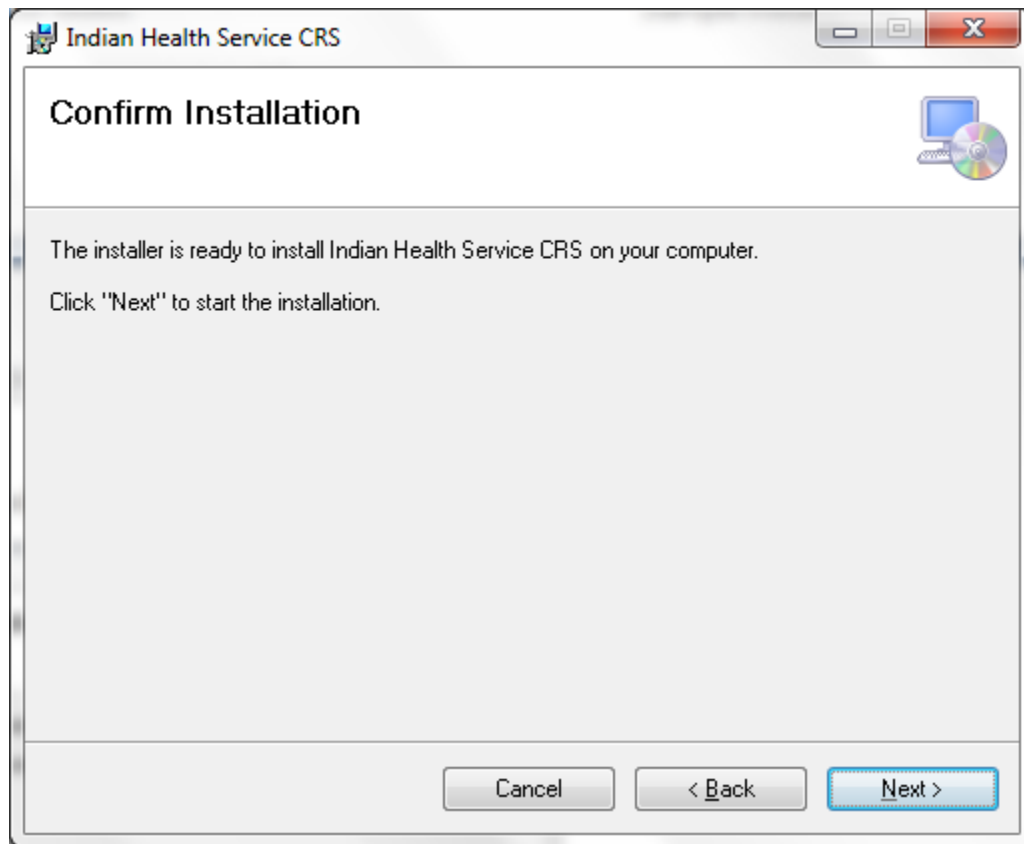 Indian Health Service CRS
Confirm Installation
The installer is ready to install Indian Health Service CRS on your computer.
Click "Next" to start the installation.
Cancel
< Back
Next >